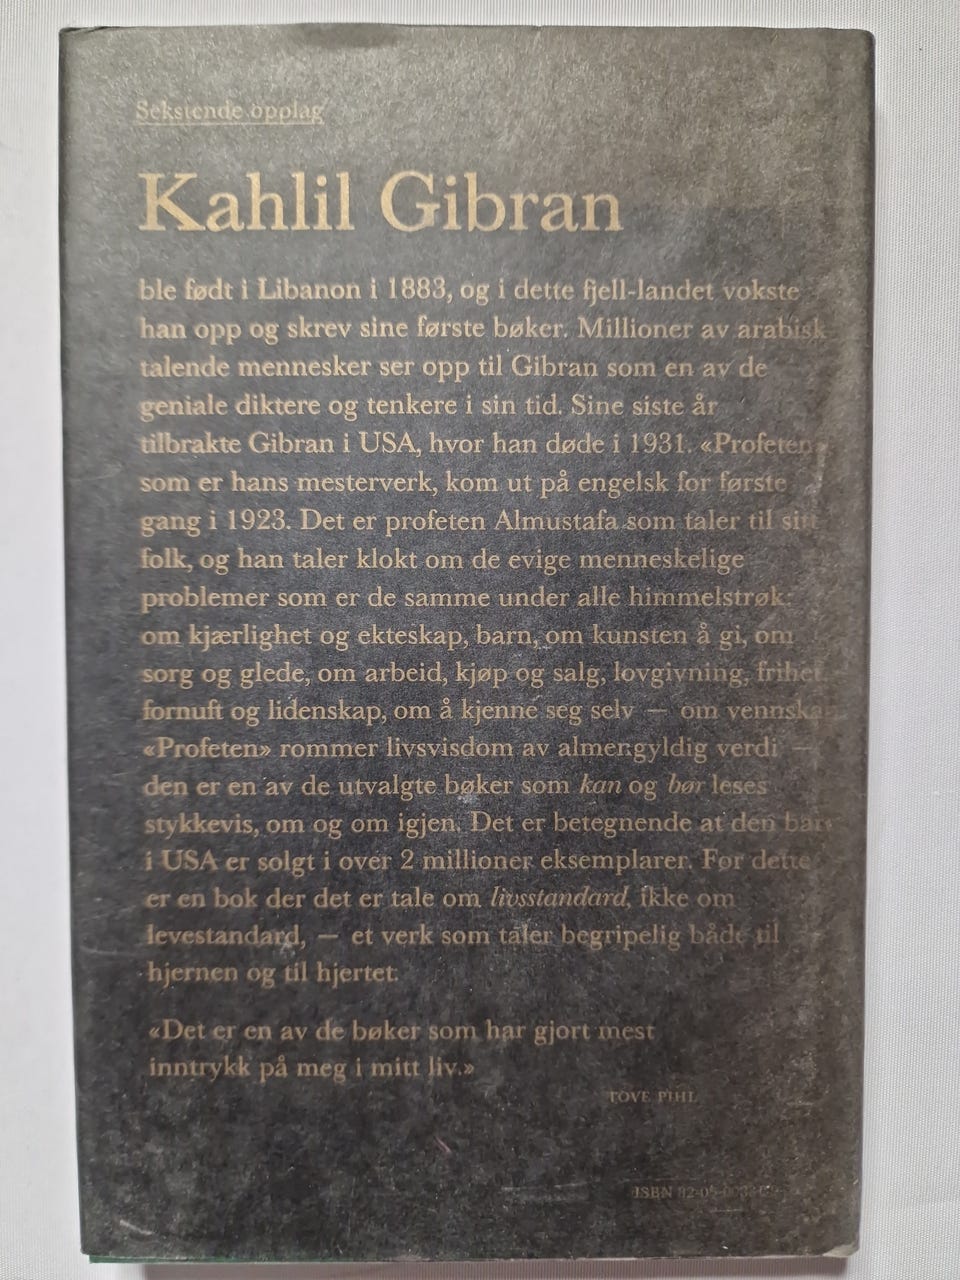 Sekstende opplag
Kahlil Gibran
ble født i Libanon i 1883, og i dette fjell-landet vokste
han opp og skrev sine første bøker. Millioner av arabisk
talende mennesker ser opp til Gibran som en av de
geniale diktere og tenkere i sin tid. Sine siste år
tilbrakte Gibran i USA, hvor han døde i 1931. «Profeten»
som er hans mesterverk, kom ut på engelsk for første
gang i 1923. Det er profeten Almustafa som taler til sitt
folk, og han taler klokt om de evige menneskelige
problemer som er de samme under alle himmelstrøk:
om kjærlighet og ekteskap, barn, om kunsten å gi, om
sorg og glede, om arbeid, kjøp og salg, lovgivning, frihet,
fornuft og lidenskap, om å kjenne seg selv — om vennskap.
«Profeten» rommer livsvisdom av almengyldig verdi —
den er en av de utvalgte bøker som kan og bør leses
stykkevis, om og om igjen. Det er betegnende at den bare
i USA er solgt i over 2 millioner eksemplarer. For dette
er en bok der det er tale om livsstandard, ikke om
levestandard, — et verk som taler begripelig både til
hjernen og til hjertet.
«Det er en av de bøker som har gjort mest
inntrykk på meg i mitt liv.»
TOVE PIHL
ISBN